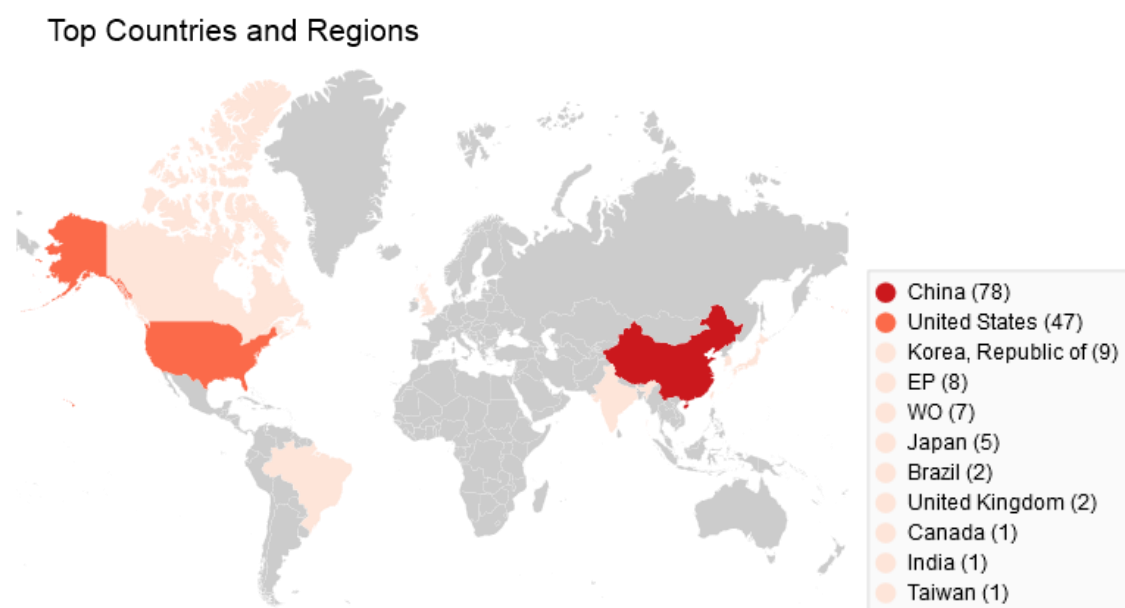 Top Countries and Regions
China (78)
United States (47)
Korea, Republic of (9)
EP (8)
WO (7)
Japan (5)
Brazil (2)
United Kingdom (2)
Canada (1)
India (1)
Taiwan (1)